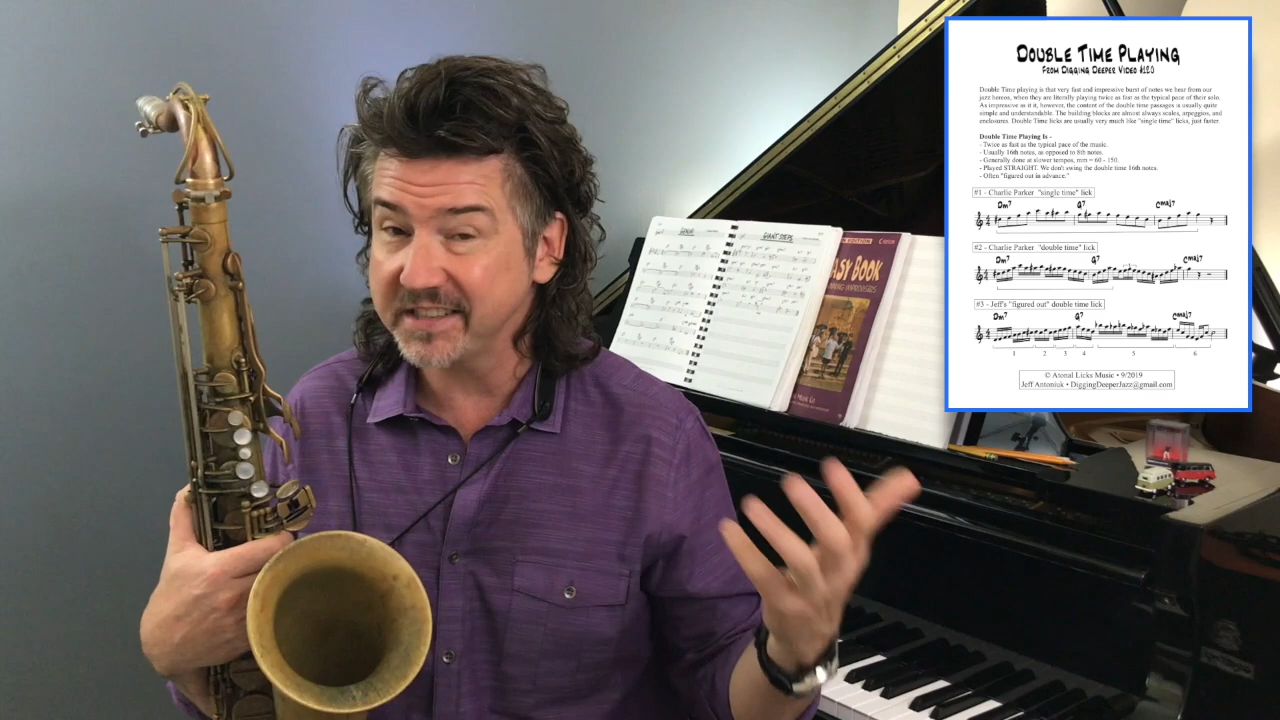 DOUBLE TIME PLAYING
FROM DIGGING DEEPER VIDEO #120
Double Time playing is that very fast and impressive burst of notes we hear from our
jazz heroes, when they are literally playing twice as fast as the typical pace of their solo.
As impressive as it it, however, the content of the double time passages is usually quite
simple and understandable. The building blocks are almost always scales, arpeggios, and
enclosures. Double Time licks are usually very much like "single time" licks, just faster.
Double Time Playing Is -
- Twice as fast as the typical pace of the music.
- Usually 16th notes, as opposed to 8th notes.
- Generally done at slower tempos, mm = 60 - 150.
- Played STRAIGHT. We don't swing the double time 16th notes.
- Often "figured out in advance."
#1 - Charlie Parker "single time" lick
Dm7 G7 Cmaj7
#2 - Charlie Parker "double time" lick
Dm7 G7 Cmaj7
#3 - Jeff's "figured out" double time lick
Dm7 G7 Cmaj7
1 2 3 4 5 6
© Atonal Licks Music • 9/2019
Jeff Antoniuk • DiggingDeeperJazz@gmail.com
GIANT STEPS
EDITION
ASY BOOK